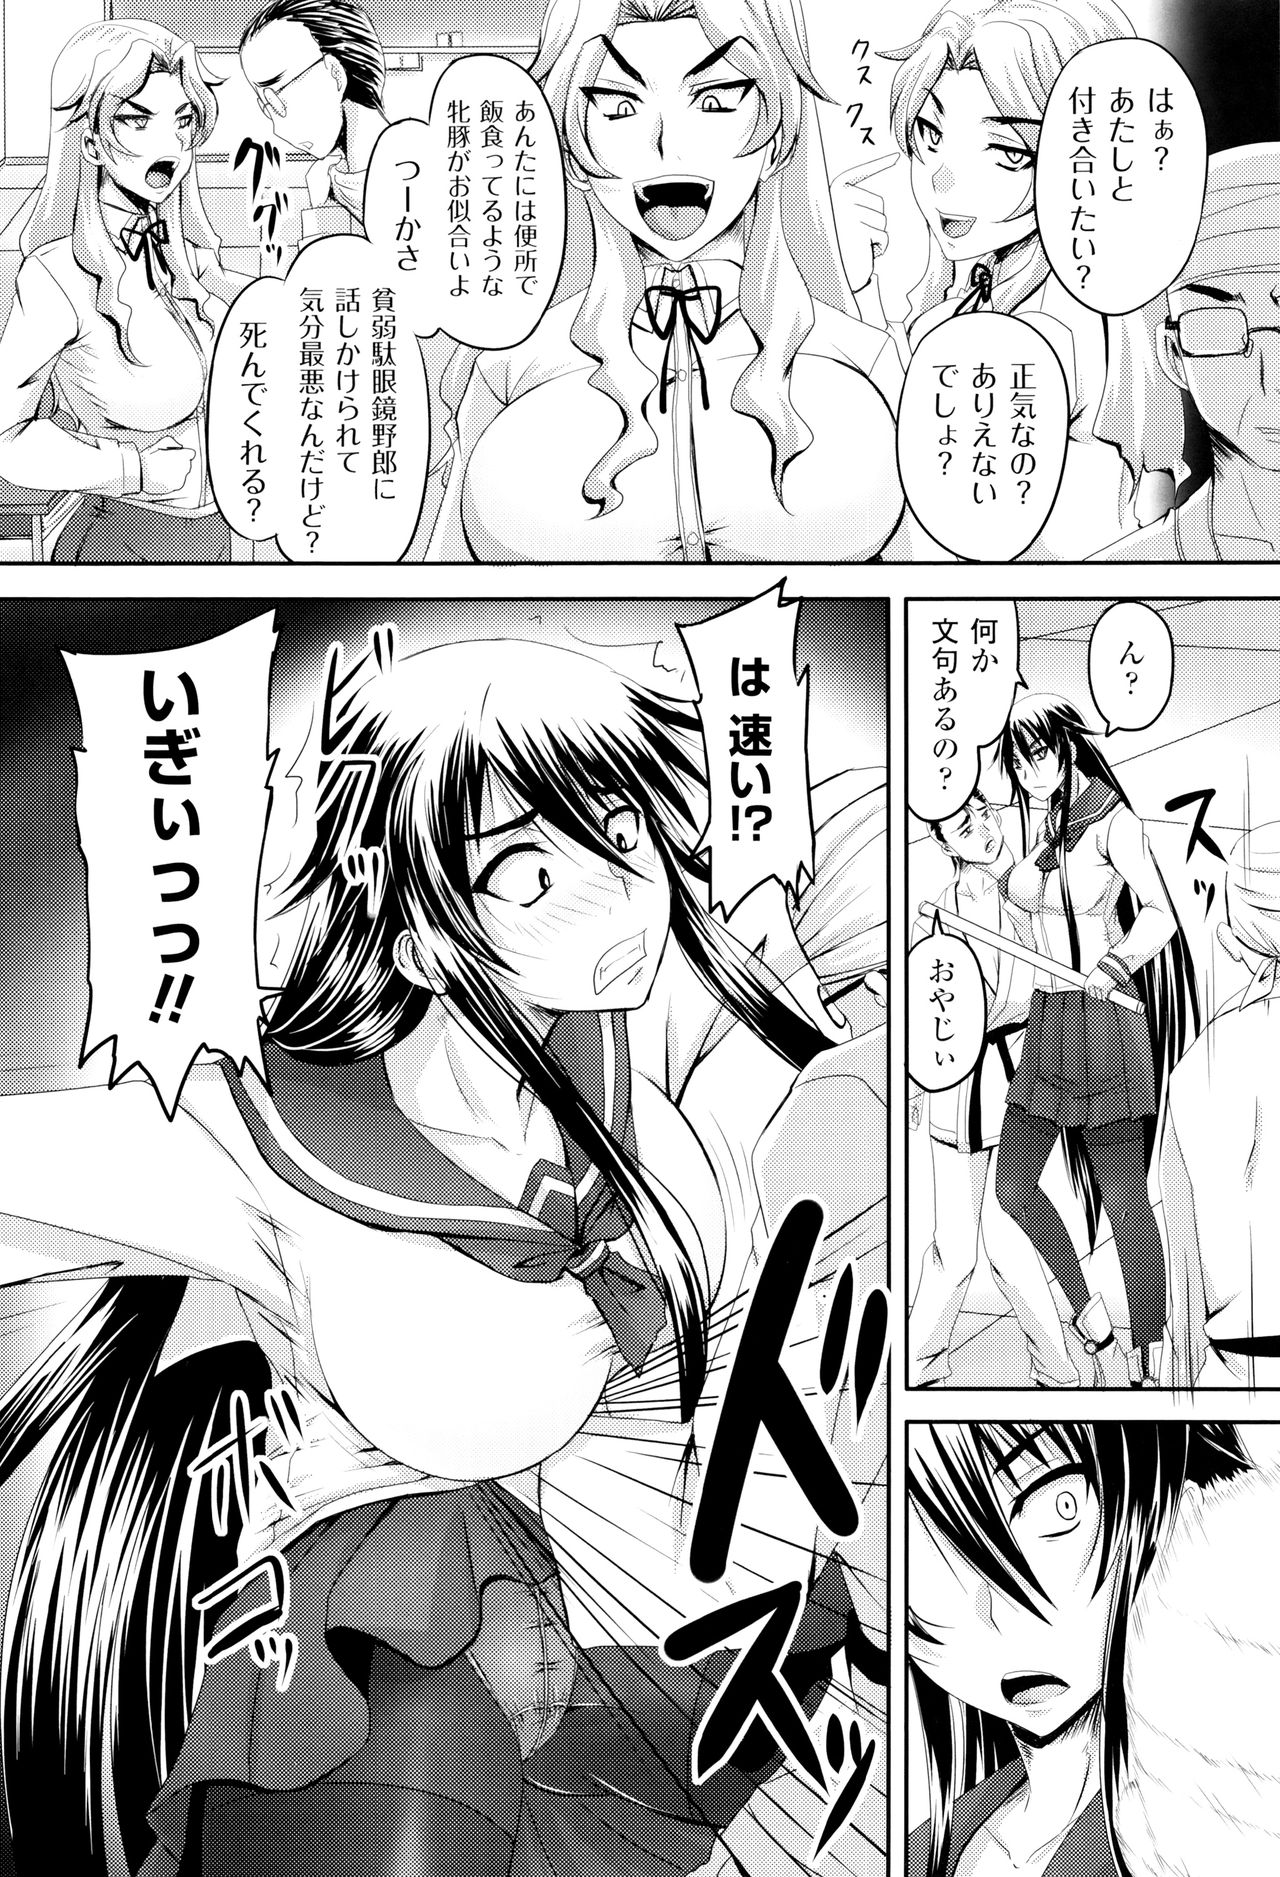 はぁ?
あたしと
付き合いたい?
正気なの?
ありえない
でしょ?
クスクス
あんたには便所で
飯食ってるような
牝豚がお似合いよ
つーかさ
貧弱駄眼鏡野郎に
話しかけられて
気分最悪なんだけど?
死んでくれる?
グググ
ん?
何か
文句あるの?
スッ
おやじぃ
は 速い!?
いぎぃっっ!!
ドスッ
ボコッ